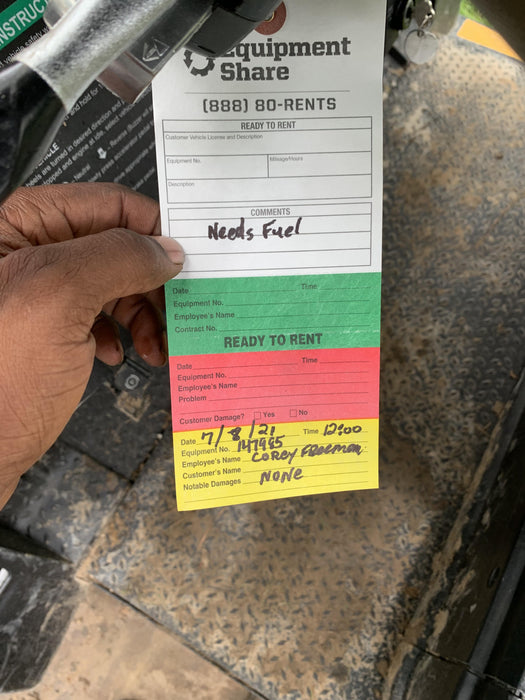 INSTRUCT
Equipment
Share
(888) 80-RENTS
READY TO RENT
Customer Vehicle License and Description
Equipment No. Mileage/Hours
Description
COMMENTS
Needs Fuel
Date Time
Equipment No.
Employee's Name
Contract No.
READY TO RENT
Date Time
Equipment No.
Employee's Name
Problem
Customer Damage? Yes No
Date 7/8/21 Time 12:00
Equipment No. 147995
Employee's Name Corey Freeman
Customer's Name
Notable Damages None